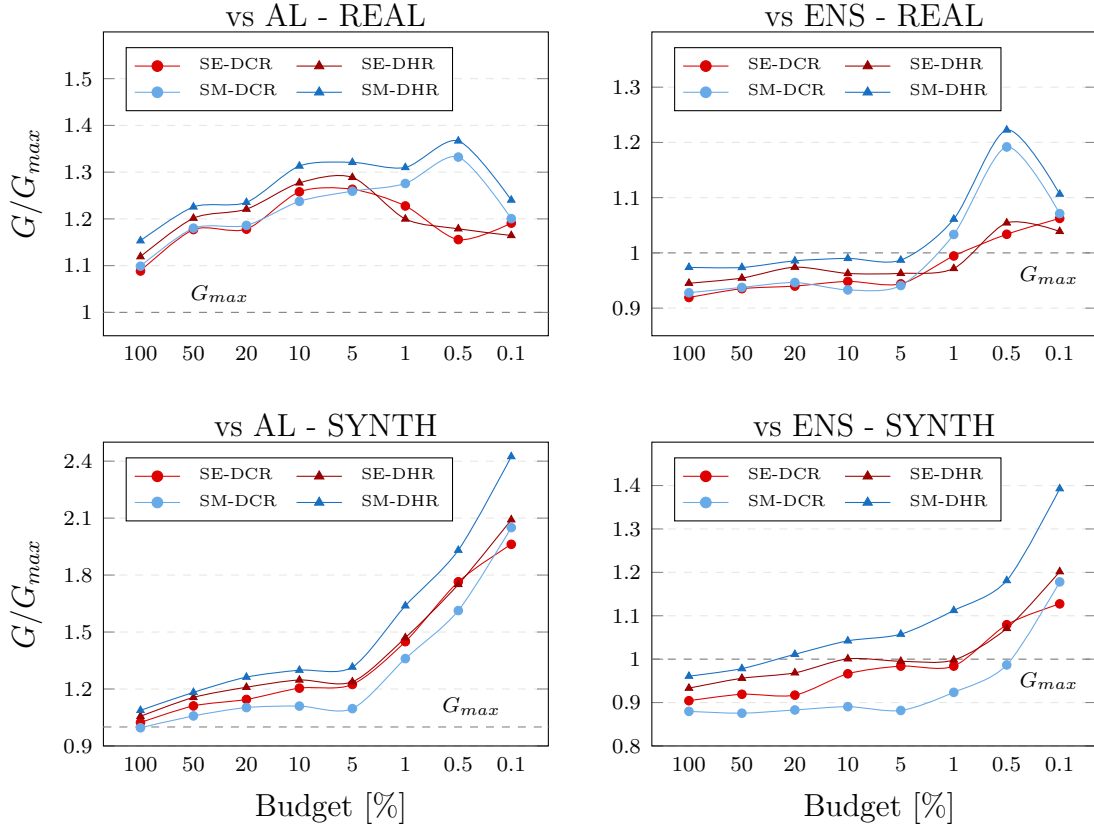 vs AL - REAL
1.5
1.4
1.3
1.2
1.1
1
G/G_max
SE-DCR SE-DHR
SM-DCR SM-DHR
G_max
100 50 20 10 5 1 0.5 0.1
vs ENS - REAL
1.3
1.2
1.1
1
0.9
SE-DCR SE-DHR
SM-DCR SM-DHR
G_max
100 50 20 10 5 1 0.5 0.1
vs AL - SYNTH
2.4
2.1
1.8
1.5
1.2
0.9
G/G_max
SE-DCR SE-DHR
SM-DCR SM-DHR
G_max
100 50 20 10 5 1 0.5 0.1
Budget [%]
vs ENS - SYNTH
1.4
1.3
1.2
1.1
1
0.9
0.8
SE-DCR SE-DHR
SM-DCR SM-DHR
G_max
100 50 20 10 5 1 0.5 0.1
Budget [%]